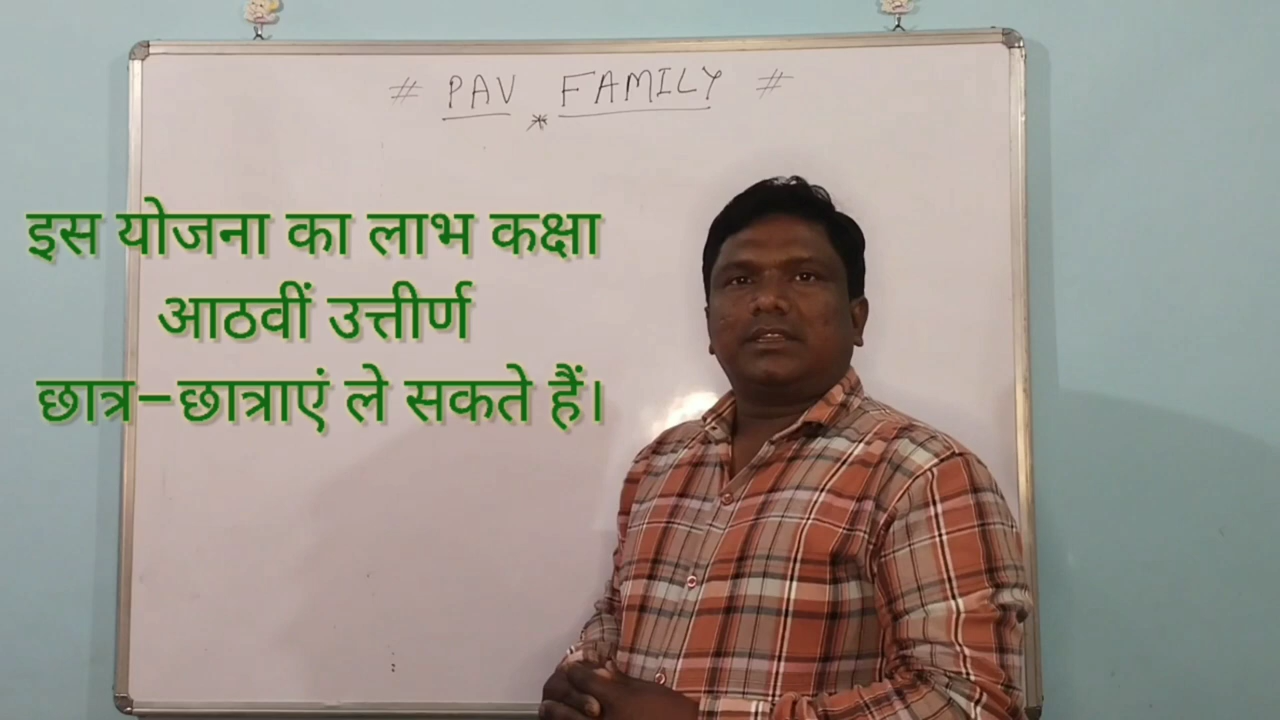 # PAV FAMILY #
*
इस योजना का लाभ कक्षा
आठवीं उत्तीर्ण
छात्र–छात्राएं ले सकते हैं।